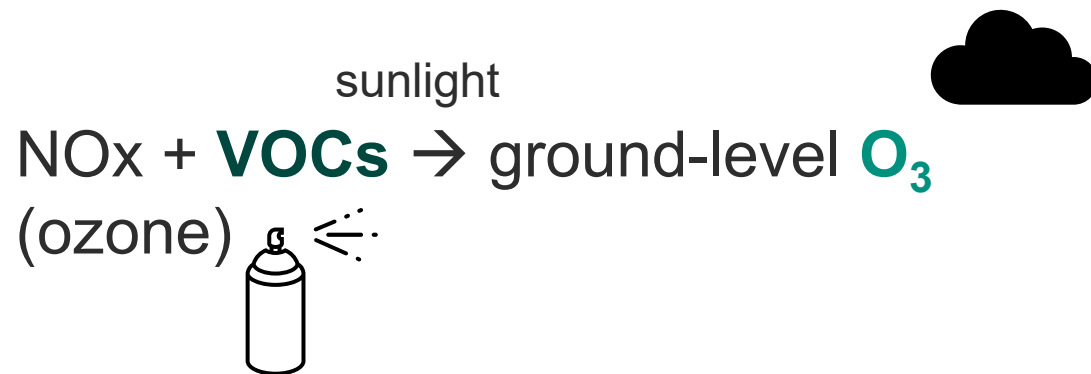 sunlight
NOx + VOCs → ground-level O₃
(ozone)